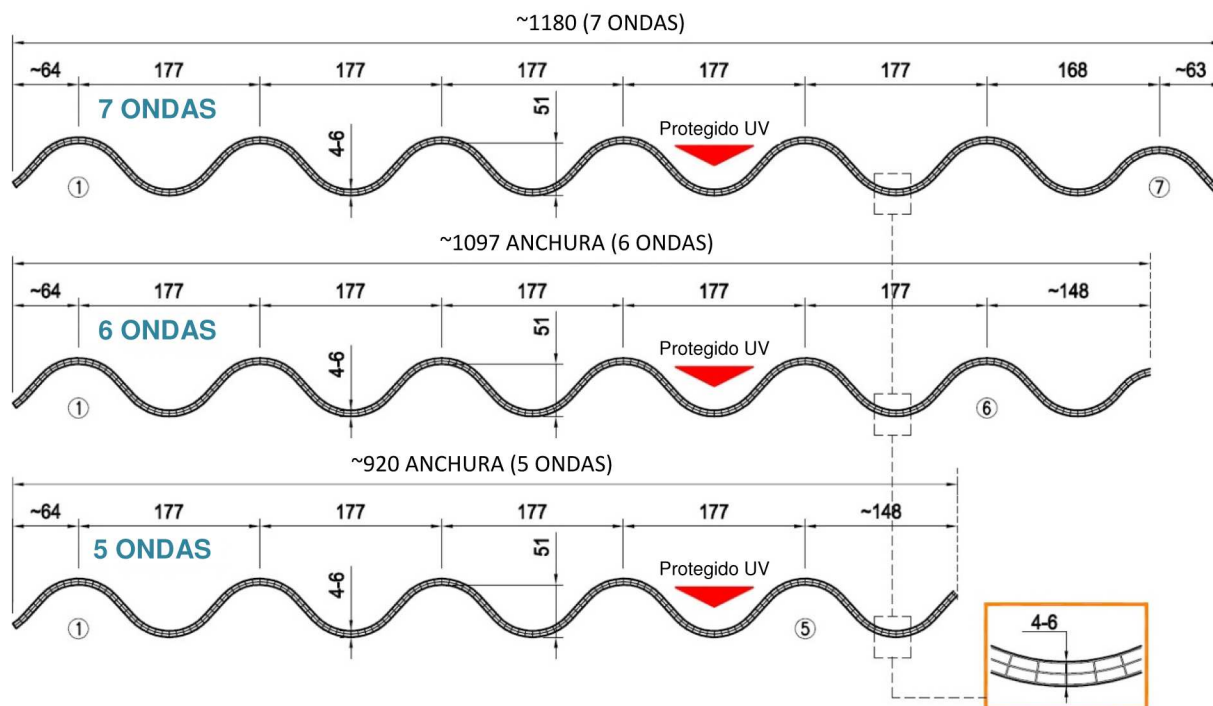 ~1180 (7 ONDAS)
~64 177 177 177 177 177 168 ~63
7 ONDAS
51
4-6
Protegido UV
1 7
~1097 ANCHURA (6 ONDAS)
~64 177 177 177 177 177 ~148
6 ONDAS
51
4-6
Protegido UV
1 6
~920 ANCHURA (5 ONDAS)
~64 177 177 177 177 ~148
5 ONDAS
51
4-6
Protegido UV
1 5
4-6